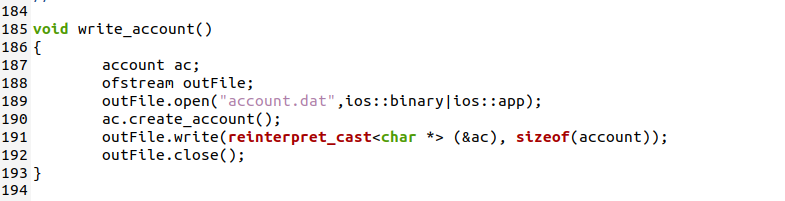 184
185 void write_account()
186 {
187         account ac;
188         ofstream outFile;
189         outFile.open("account.dat",ios::binary|ios::app);
190         ac.create_account();
191         outFile.write(reinterpret_cast<char *> (&ac), sizeof(account));
192         outFile.close();
193 }
194